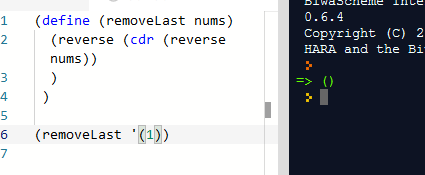 1 (define (removeLast nums)
2 (reverse (cdr (reverse
nums))
3 )
4 )
5
6 (removeLast '(1))
7
BiwaScheme Inte
0.6.4
Copyright (C) 2
HARA and the Bi
>
=> ()
>